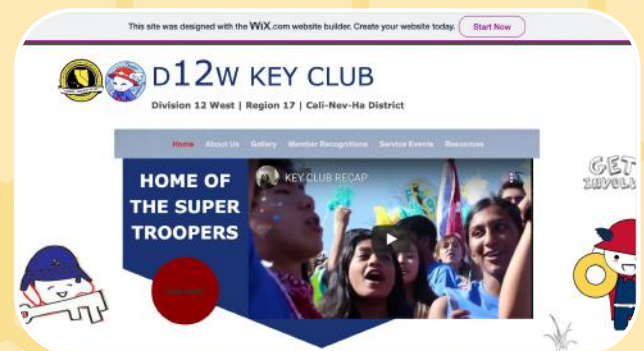 This site was designed with the WiX.com website builder. Create your website today. Start Now
D12W KEY CLUB
Division 12 West | Region 17 | Cali-Nev-Ha District
Home About Us Gallery Member Recognitions Service Events Resources
HOME OF
THE SUPER
TROOPERS
KEY CLUB RECAP
GET